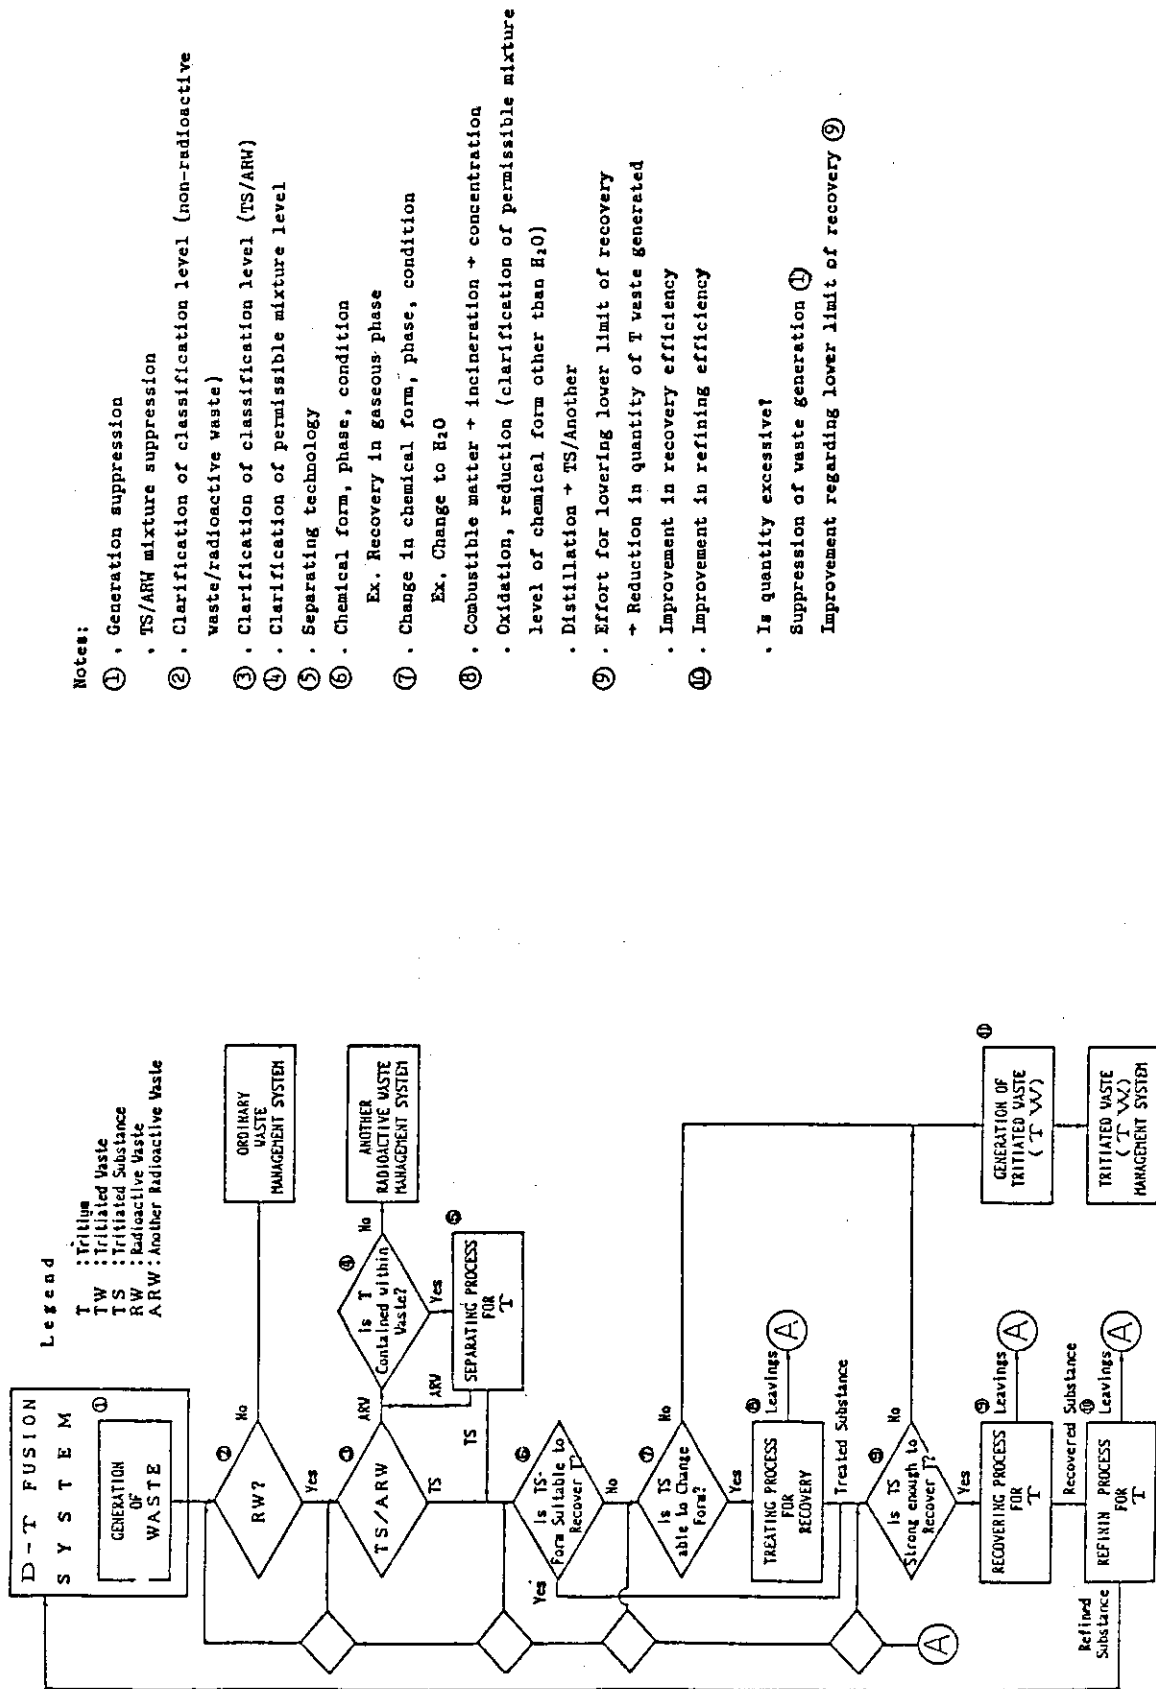 D-T FUSION
SYSTEM
①
GENERATION
OF
WASTE
Legend
T : Tritium
TW : Tritiated Waste
TS : Tritiated Substance
RW : Radioactive Waste
ARW : Another Radioactive Waste
②
RW?
No
Yes
ORDINARY
WASTE
MANAGEMENT SYSTEM
③
TS/ARW
ARW
TS
④
is T
Contained within
Waste?
No
Yes
ANOTHER
RADIOACTIVE WASTE
MANAGEMENT SYSTEM
ARW
⑤
SEPARATING PROCESS
FOR
T
TS
⑥
is TS-
Form Suitable to
Recover T?
Yes
No
⑦
is TS
able to Change
Form?
No
Yes
⑧
TREATING PROCESS
FOR
RECOVERY
Leavings
A
Treated Substance
⑨
is TS
Strong enough to
Recover T?
No
Yes
⑨
RECOVERING PROCESS
FOR
T
Leavings
A
Recovered Substance
⑩
REFININ PROCESS
FOR
T
Leavings
A
Refined
Substance
A
⑪
GENERATION OF
TRITIATED WASTE
(TW)
TRITIATED WASTE
(TW)
MANAGEMENT SYSTEM
Notes:
① . Generation suppression
. TS/ARW mixture suppression
② . Clarification of classification level (non-radioactive
waste/radioactive waste)
③ . Clarification of classification level (TS/ARW)
④ . Clarification of permissible mixture level
⑤ . Separating technology
⑥ . Chemical form, phase, condition
Ex. Recovery in gaseous phase
⑦ . Change in chemical form, phase, condition
Ex. Change to H₂O
⑧ . Combustible matter → incineration → concentration
. Oxidation, reduction (clarification of permissible mixture
level of chemical form other than H₂O)
. Distillation → TS/Another
⑨ . Effort for lowering lower limit of recovery
→ Reduction in quantity of T waste generated
. Improvement in recovery efficiency
⑩ . Improvement in refining efficiency
. Is quantity excessive?
Suppression of waste generation ①
Improvement regarding lower limit of recovery ⑨